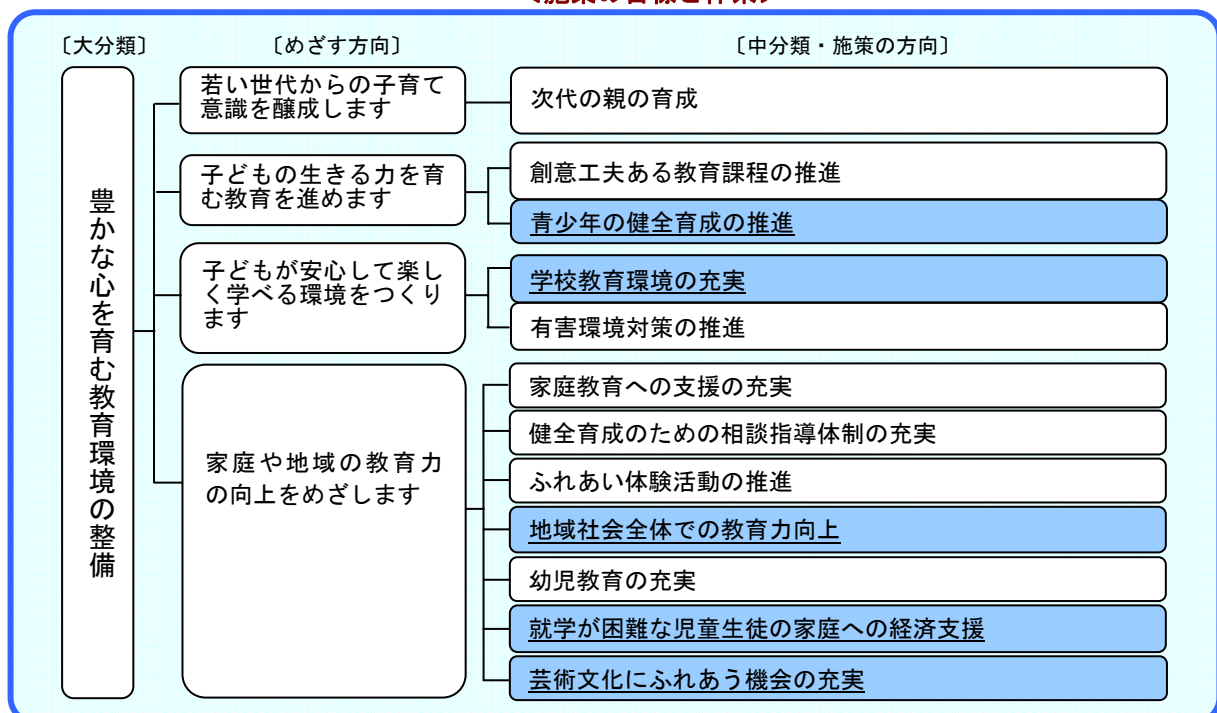 〔大分類〕
〔めざす方向〕
〔中分類・施策の方向〕
豊かな心を育む教育環境の整備
若い世代からの子育て
意識を醸成します
次代の親の育成
子どもの生きる力を育
む教育を進めます
創意工夫ある教育課程の推進
青少年の健全育成の推進
子どもが安心して楽し
く学べる環境をつくり
ます
学校教育環境の充実
有害環境対策の推進
家庭や地域の教育力
の向上をめざします
家庭教育への支援の充実
健全育成のための相談指導体制の充実
ふれあい体験活動の推進
地域社会全体での教育力向上
幼児教育の充実
就学が困難な児童生徒の家庭への経済支援
芸術文化にふれあう機会の充実